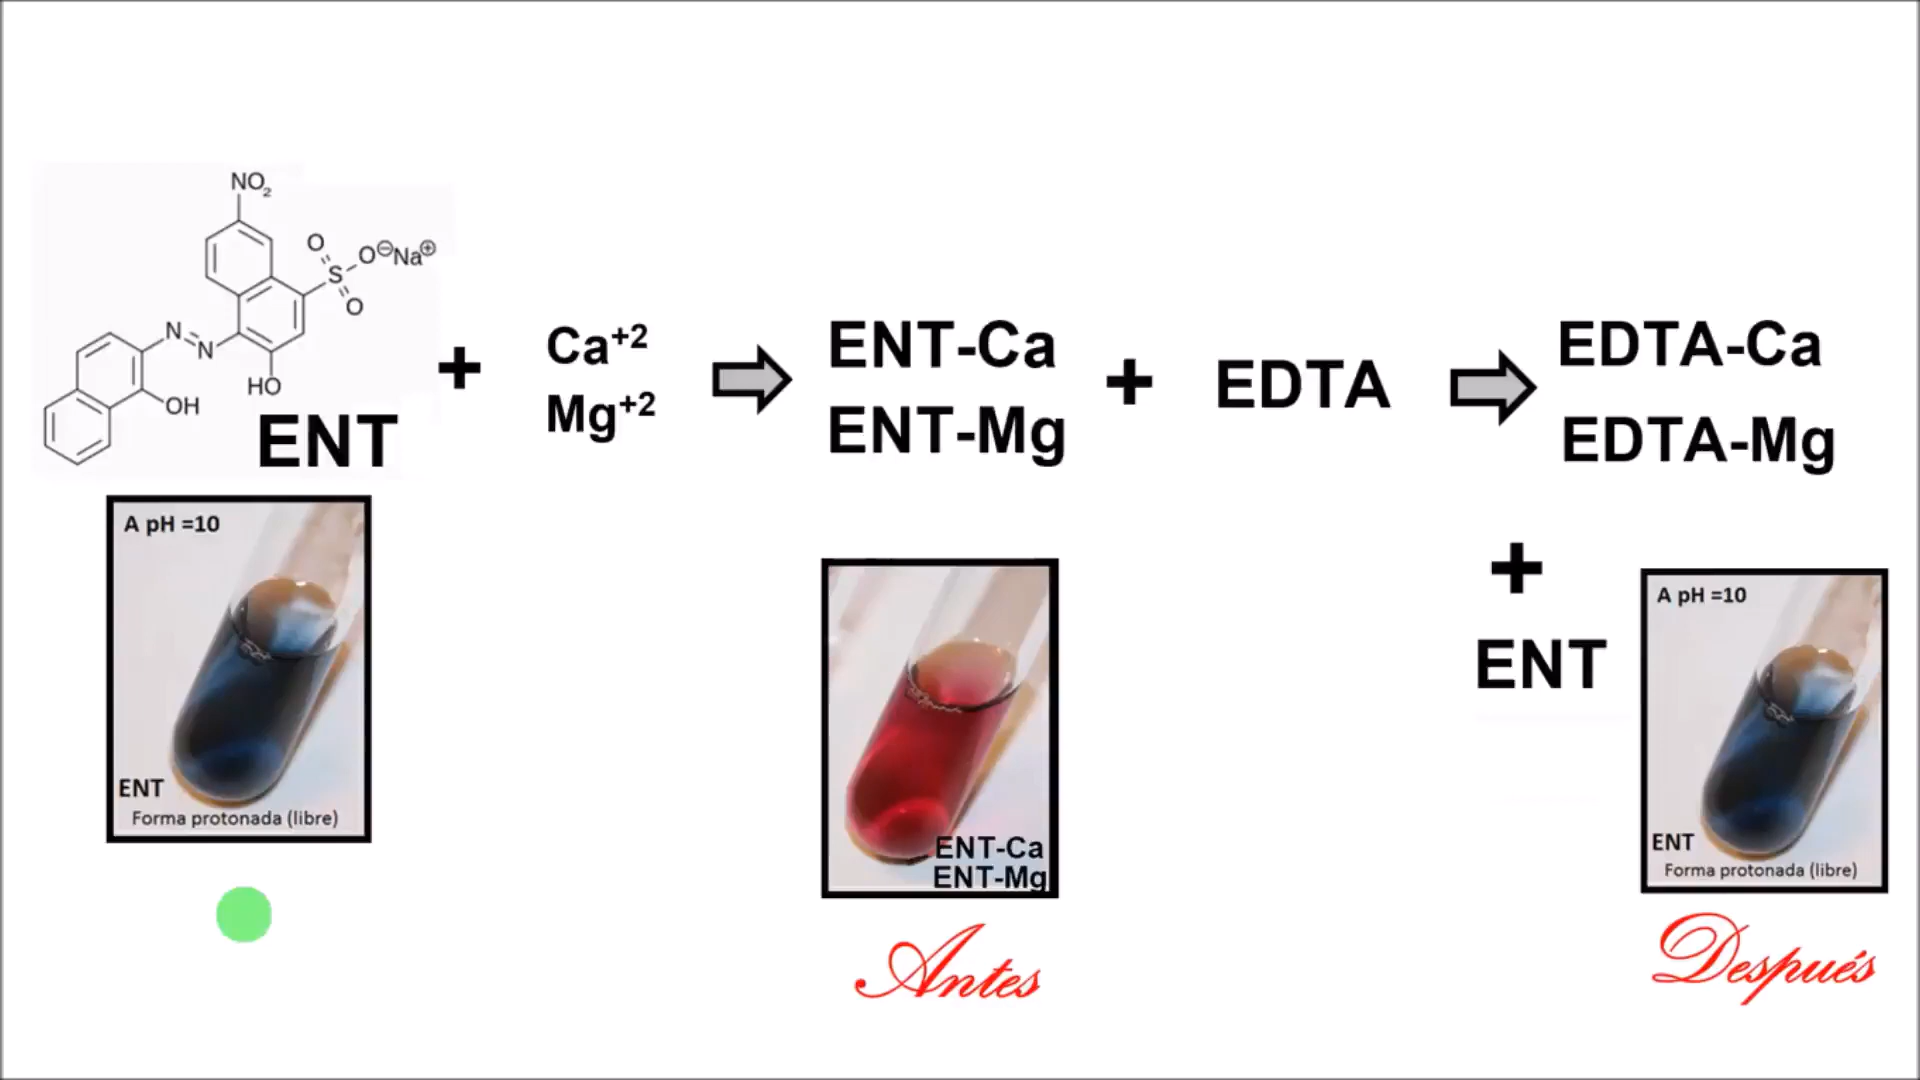 NO₂
O
O⊖Na⊕
S
O
N
N
HO
OH
ENT
+
Ca⁺²
Mg⁺²
ENT-Ca
ENT-Mg
+
EDTA
EDTA-Ca
EDTA-Mg
+
ENT
A pH =10
ENT
Forma protonada (libre)
ENT-Ca
ENT-Mg
Antes
A pH =10
ENT
Forma protonada (libre)
Después